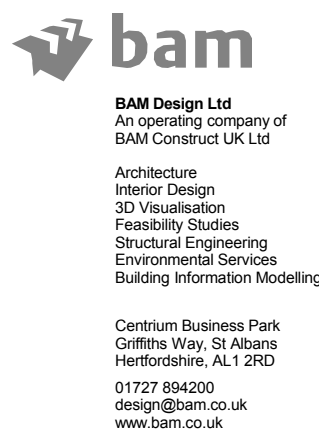 bam
BAM Design Ltd
An operating company of
BAM Construct UK Ltd
Architecture
Interior Design
3D Visualisation
Feasibility Studies
Structural Engineering
Environmental Services
Building Information Modelling
Centrium Business Park
Griffiths Way, St Albans
Hertfordshire, AL1 2RD
01727 894200
design@bam.co.uk
www.bam.co.uk